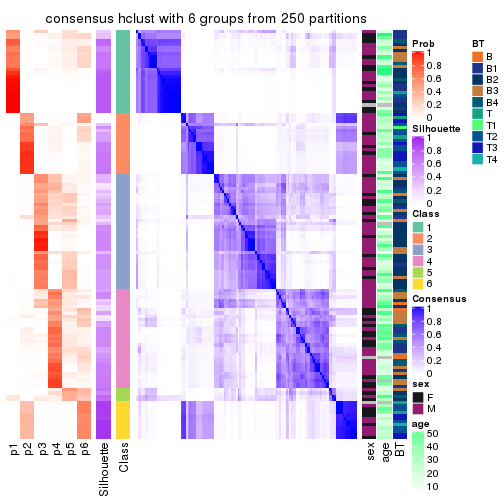 consensus hclust with 6 groups from 250 partitions
Prob
1
0.8
0.6
0.4
0.2
0
Silhouette
1
0.8
0.6
0.4
0.2
0
Class
1
2
3
4
5
6
Consensus
1
0.8
0.6
0.4
0.2
0
sex
F
M
age
50
40
30
20
10
BT
B
B1
B2
B3
B4
T
T1
T2
T3
T4
p1
p2
p3
p4
p5
p6
Silhouette
Class
sex
age
BT